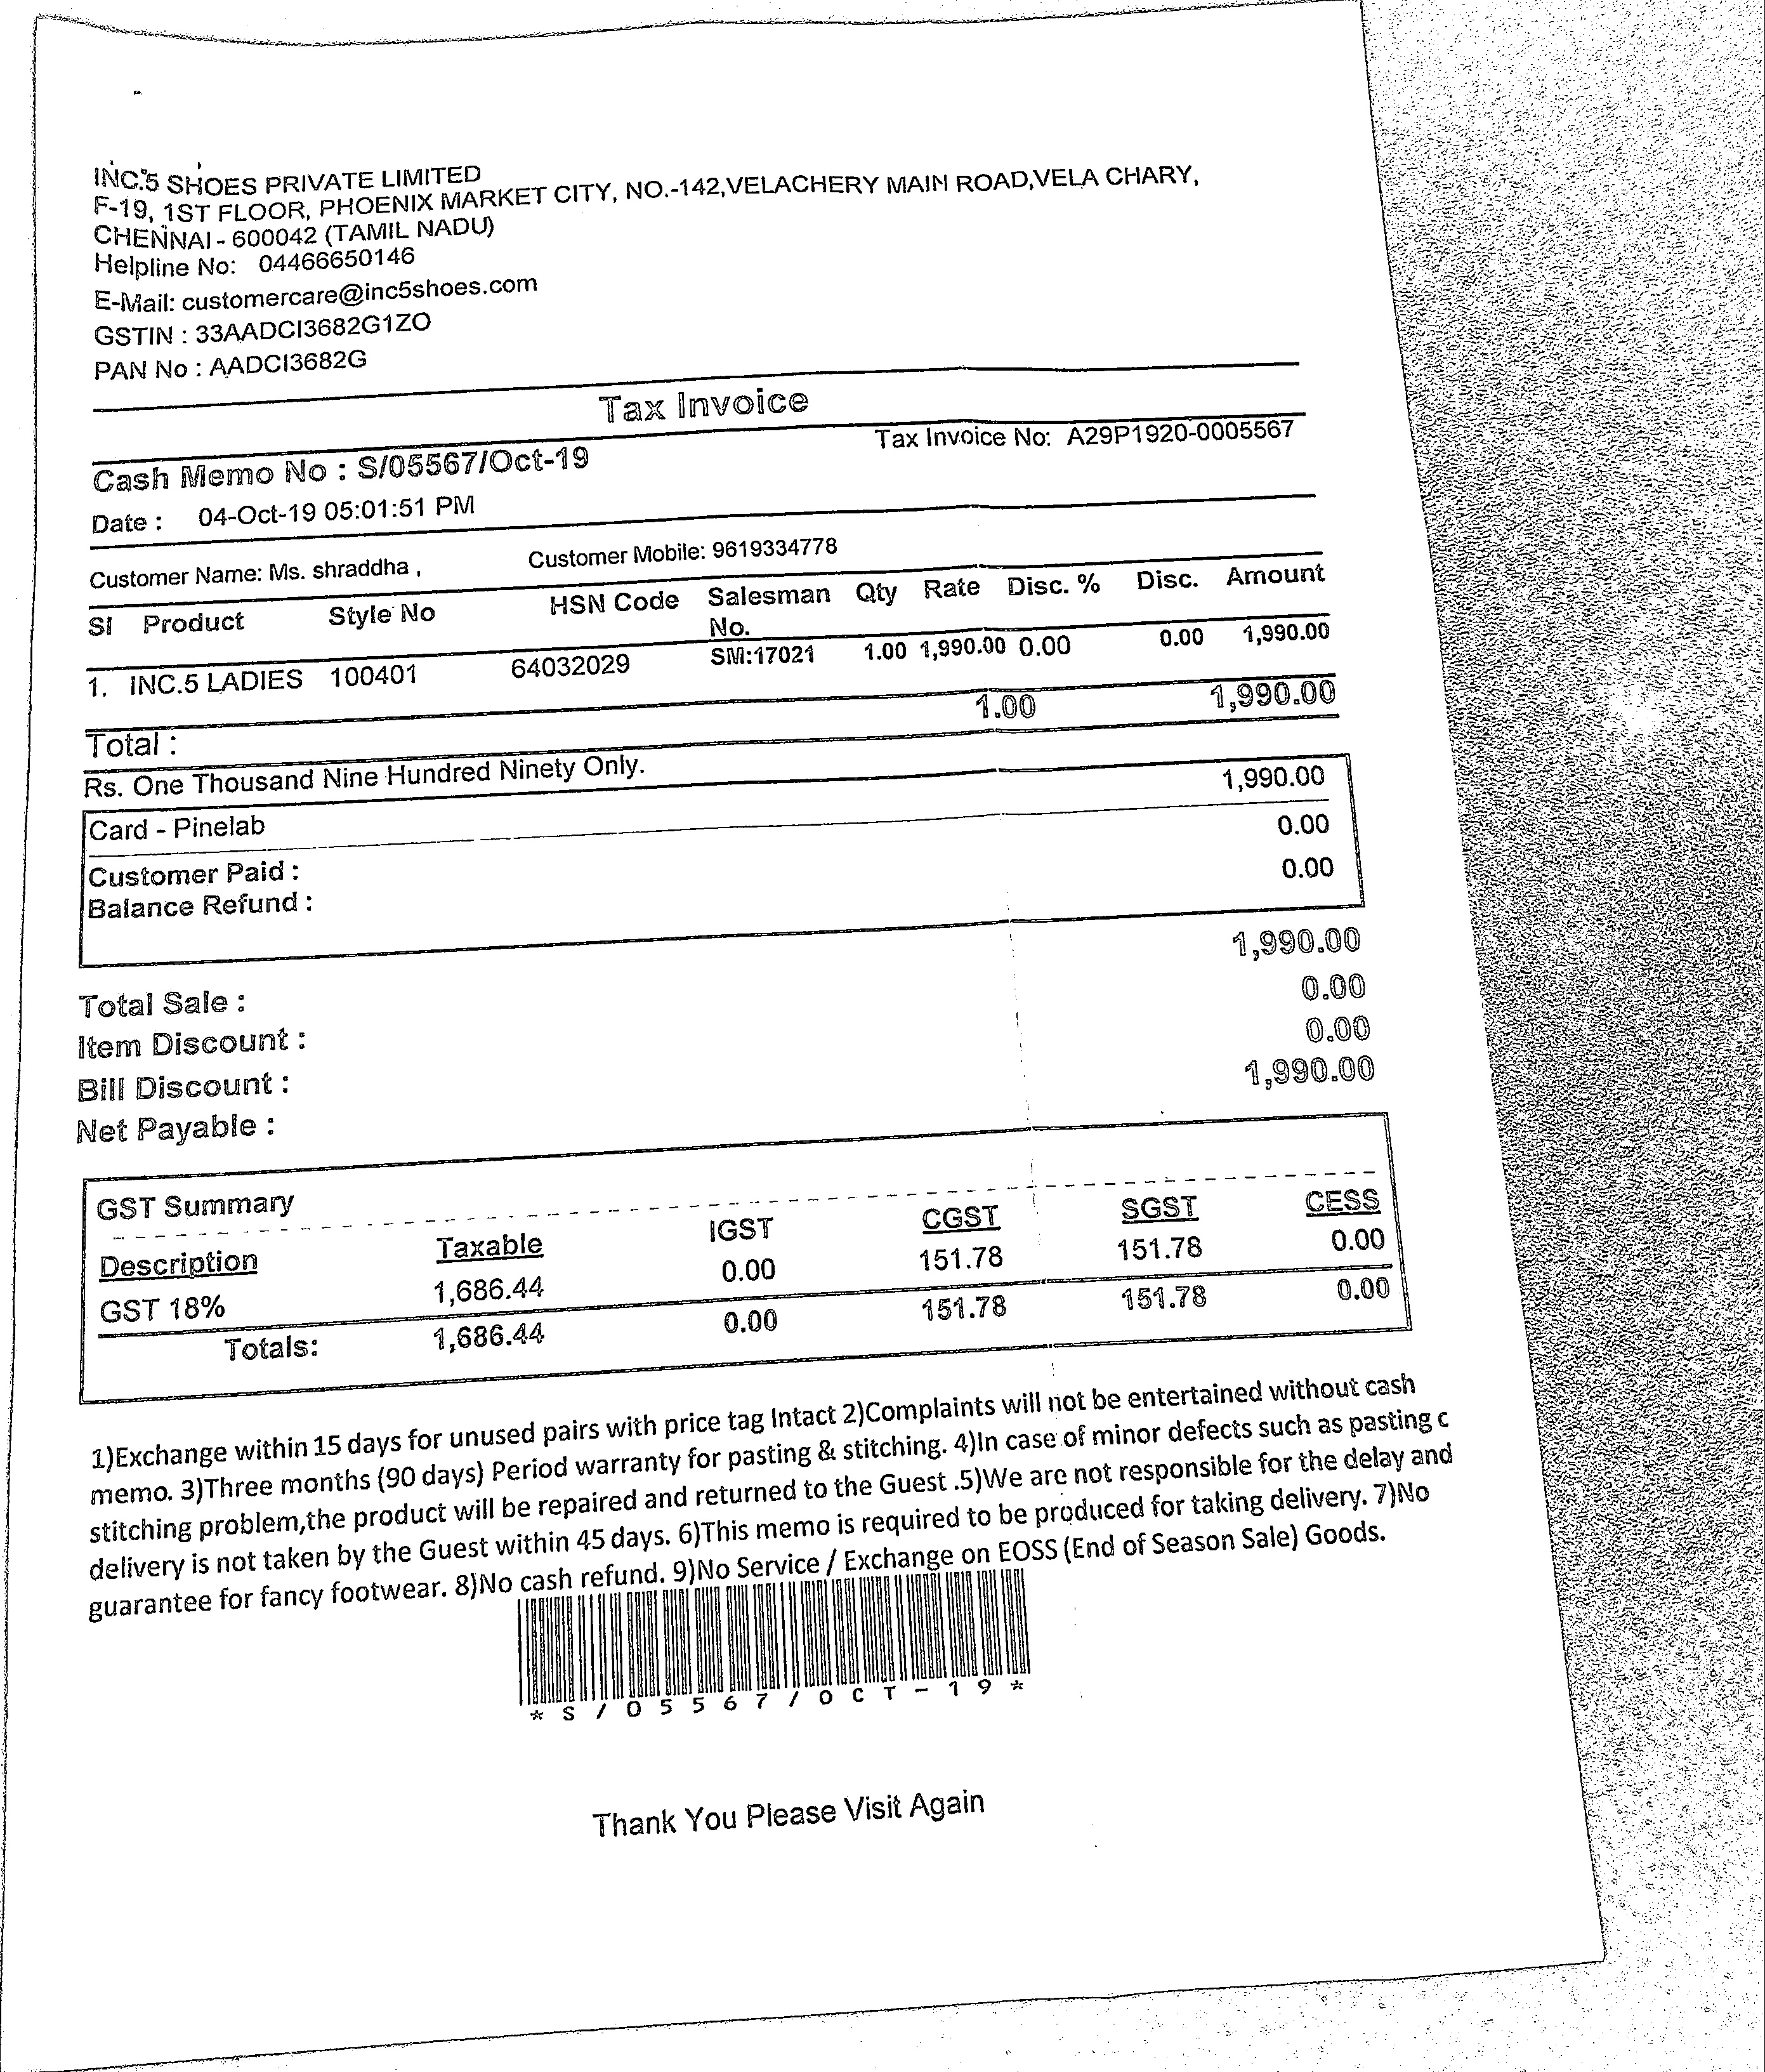 INC.5 SHOES PRIVATE LIMITED
F-19, 1ST FLOOR, PHOENIX MARKET CITY, NO.-142,VELACHERY MAIN ROAD,VELA CHARY,
CHENNAI - 600042 (TAMIL NADU)
Helpline No: 04466650146
E-Mail: customercare@inc5shoes.com
GSTIN : 33AADCI3682G1ZO
PAN No : AADCI3682G
Tax Invoice
Cash Memo No : S/05567/Oct-19 Tax Invoice No: A29P1920-0005567
Date : 04-Oct-19 05:01:51 PM
Customer Name: Ms. shraddha , Customer Mobile: 9619334778
Sl Product Style No HSN Code Salesman No. Qty Rate Disc. % Disc. Amount
1. INC.5 LADIES 100401 64032029 SM:17021 1.00 1,990.00 0.00 0.00 1,990.00
Total : 1.00 1,990.00
Rs. One Thousand Nine Hundred Ninety Only.
Card - Pinelab 1,990.00
Customer Paid : 0.00
Balance Refund : 0.00
Total Sale : 1,990.00
Item Discount : 0.00
Bill Discount : 0.00
Net Payable : 1,990.00
GST Summary
Description Taxable IGST CGST SGST CESS
GST 18% 1,686.44 0.00 151.78 151.78 0.00
Totals: 1,686.44 0.00 151.78 151.78 0.00
1)Exchange within 15 days for unused pairs with price tag Intact 2)Complaints will not be entertained without cash
memo. 3)Three months (90 days) Period warranty for pasting & stitching. 4)In case of minor defects such as pasting c
stitching problem,the product will be repaired and returned to the Guest .5)We are not responsible for the delay and
delivery is not taken by the Guest within 45 days. 6)This memo is required to be produced for taking delivery. 7)No
guarantee for fancy footwear. 8)No cash refund. 9)No Service / Exchange on EOSS (End of Season Sale) Goods.
*S/05567/OCT-19*
Thank You Please Visit Again